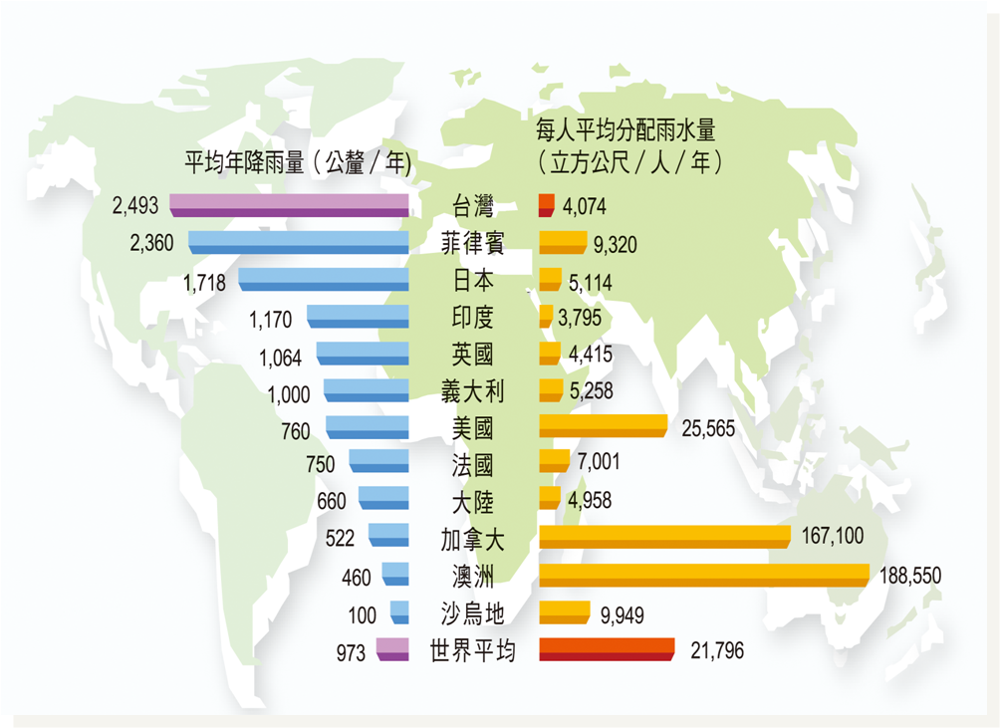 平均年降雨量（公釐／年)
每人平均分配雨水量
（立方公尺／人／年）
2,493 台灣 4,074
2,360 菲律賓 9,320
1,718 日本 5,114
1,170 印度 3,795
1,064 英國 4,415
1,000 義大利 5,258
760 美國 25,565
750 法國 7,001
660 大陸 4,958
522 加拿大 167,100
460 澳洲 188,550
100 沙烏地 9,949
973 世界平均 21,796